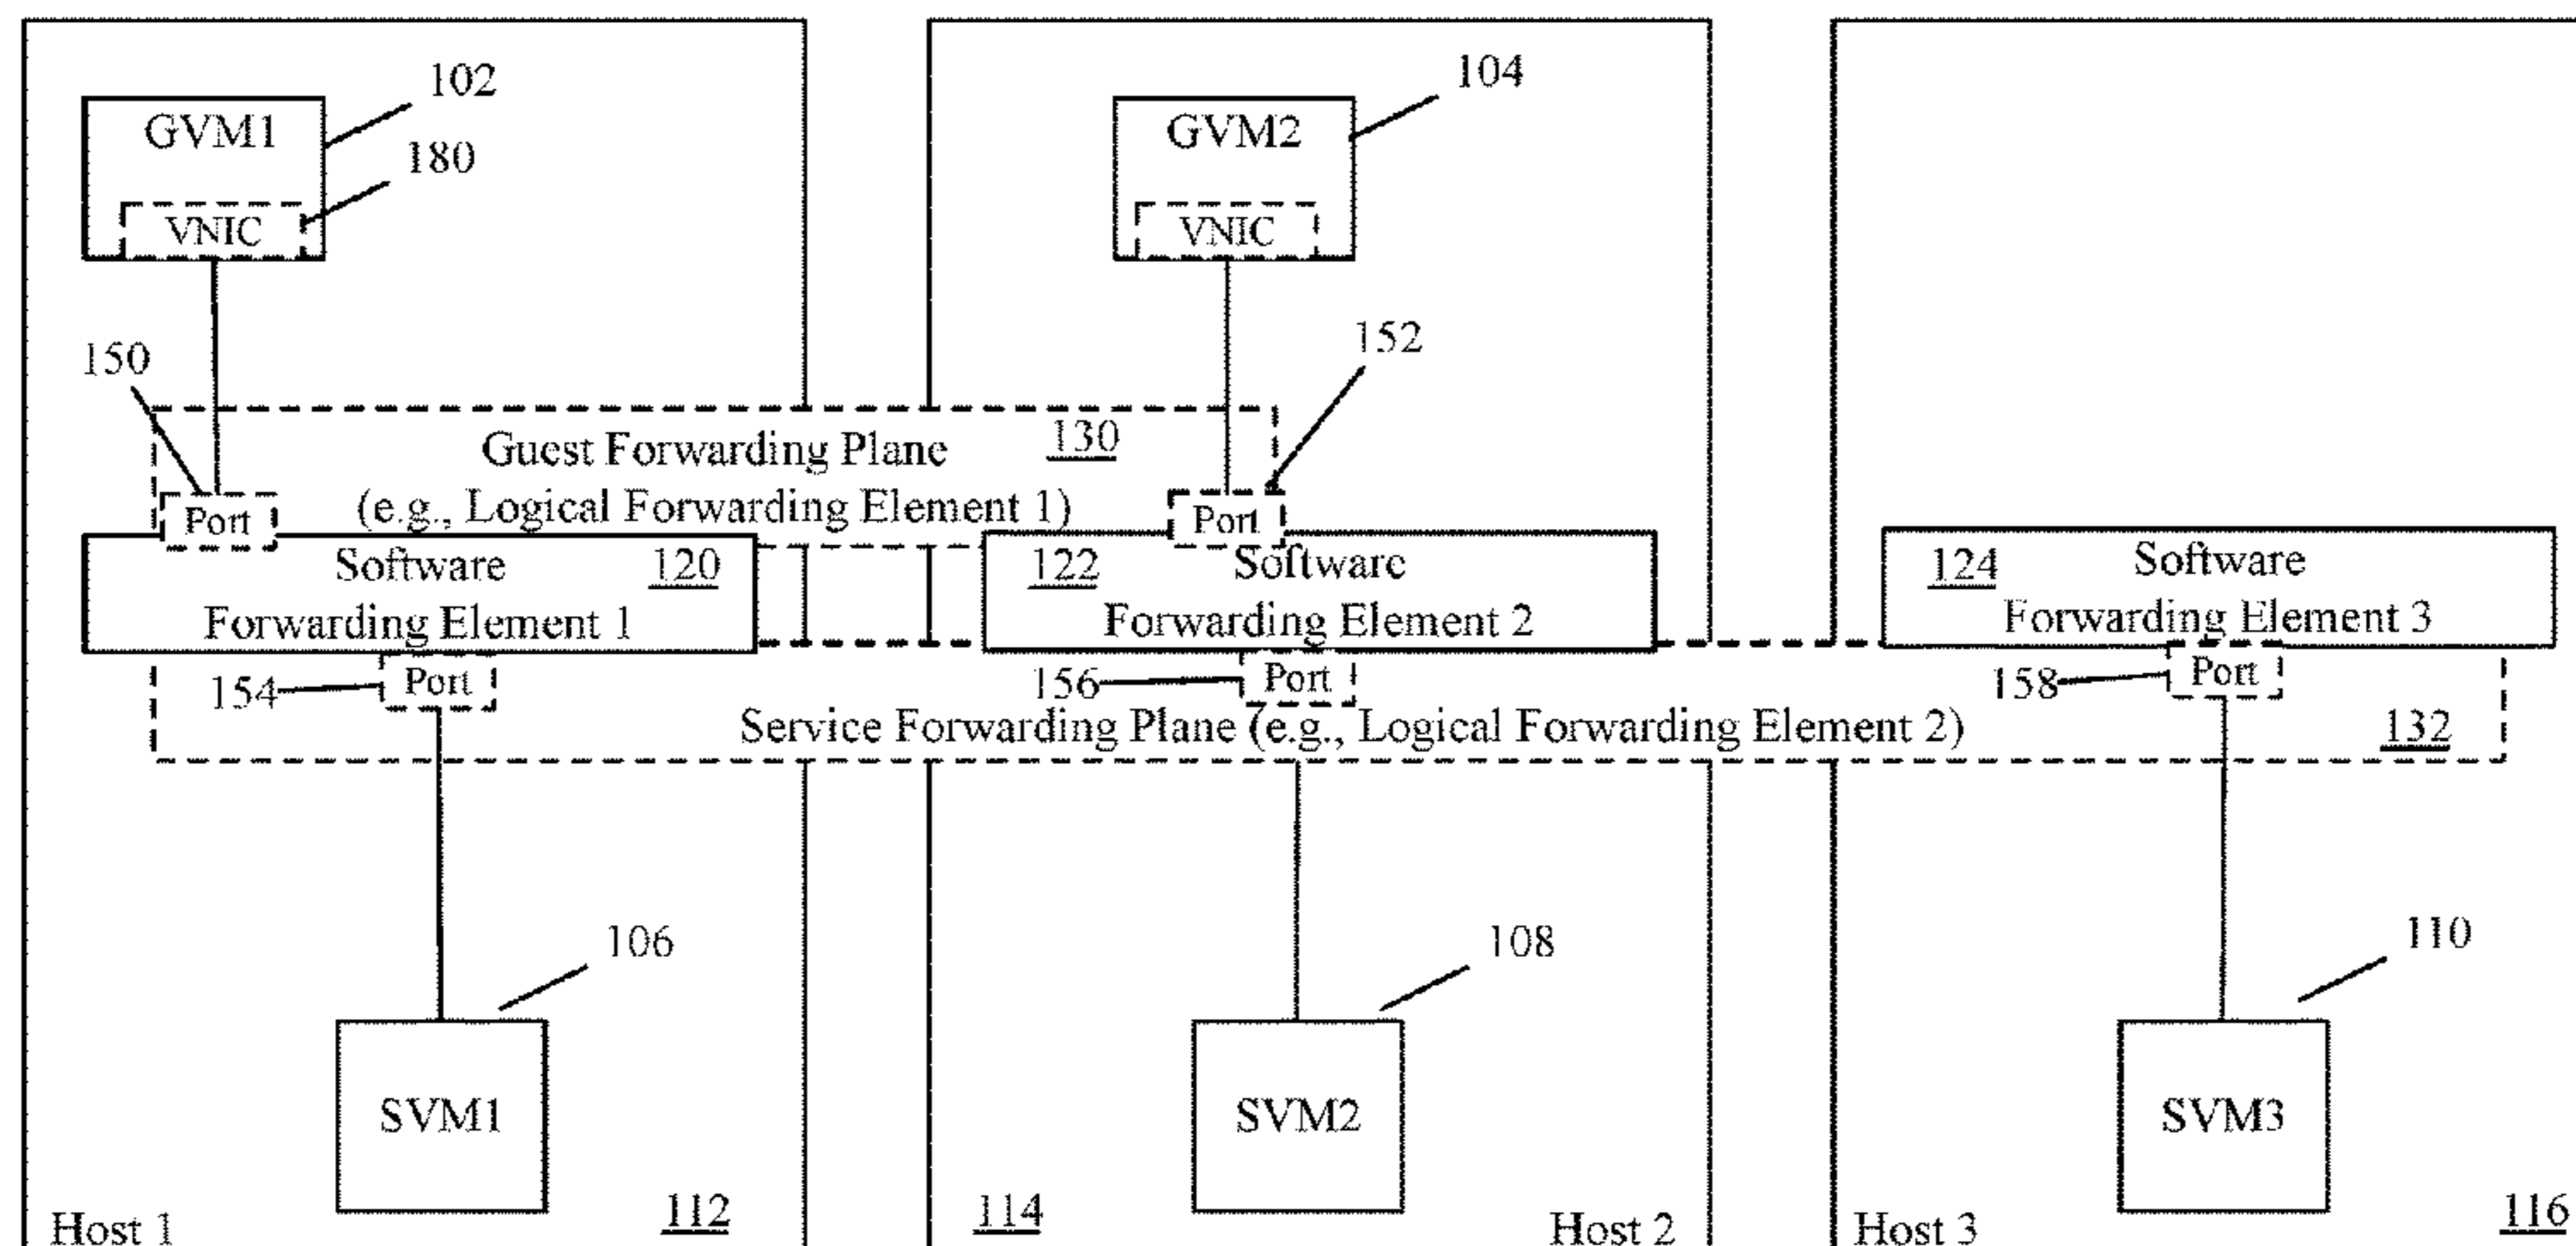 102
104
GVM1
180
GVM2
VNIC
VNIC
150
152
Guest Forwarding Plane 130
(e.g., Logical Forwarding Element 1)
Port
Port
Software 120
Forwarding Element 1
122 Software
Forwarding Element 2
124 Software
Forwarding Element 3
154 Port
156 Port
158 Port
Service Forwarding Plane (e.g., Logical Forwarding Element 2) 132
106
108
110
SVM1
SVM2
SVM3
Host 1 112
114 Host 2
Host 3 116